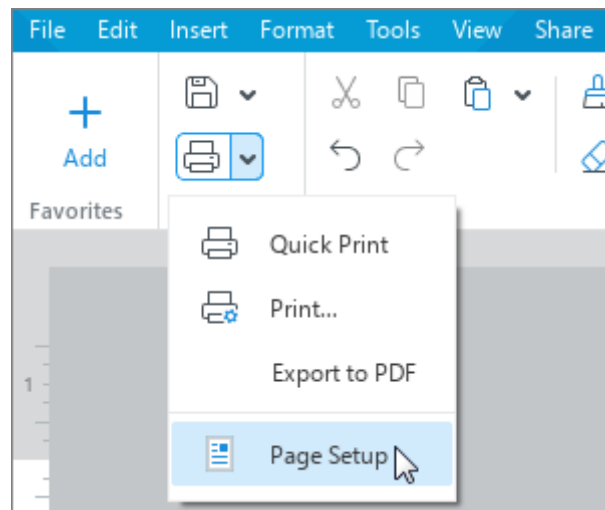 File Edit Insert Format Tools View Share
Add
Favorites
Quick Print
Print...
Export to PDF
1
Page Setup